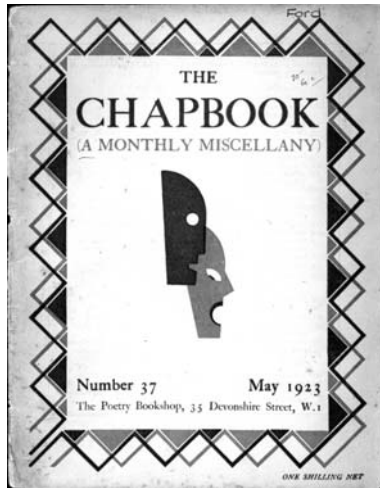 Ford
THE
CHAPBOOK
(A MONTHLY MISCELLANY)
Number 37 May 1923
The Poetry Bookshop, 35 Devonshire Street, W.1
ONE SHILLING NET